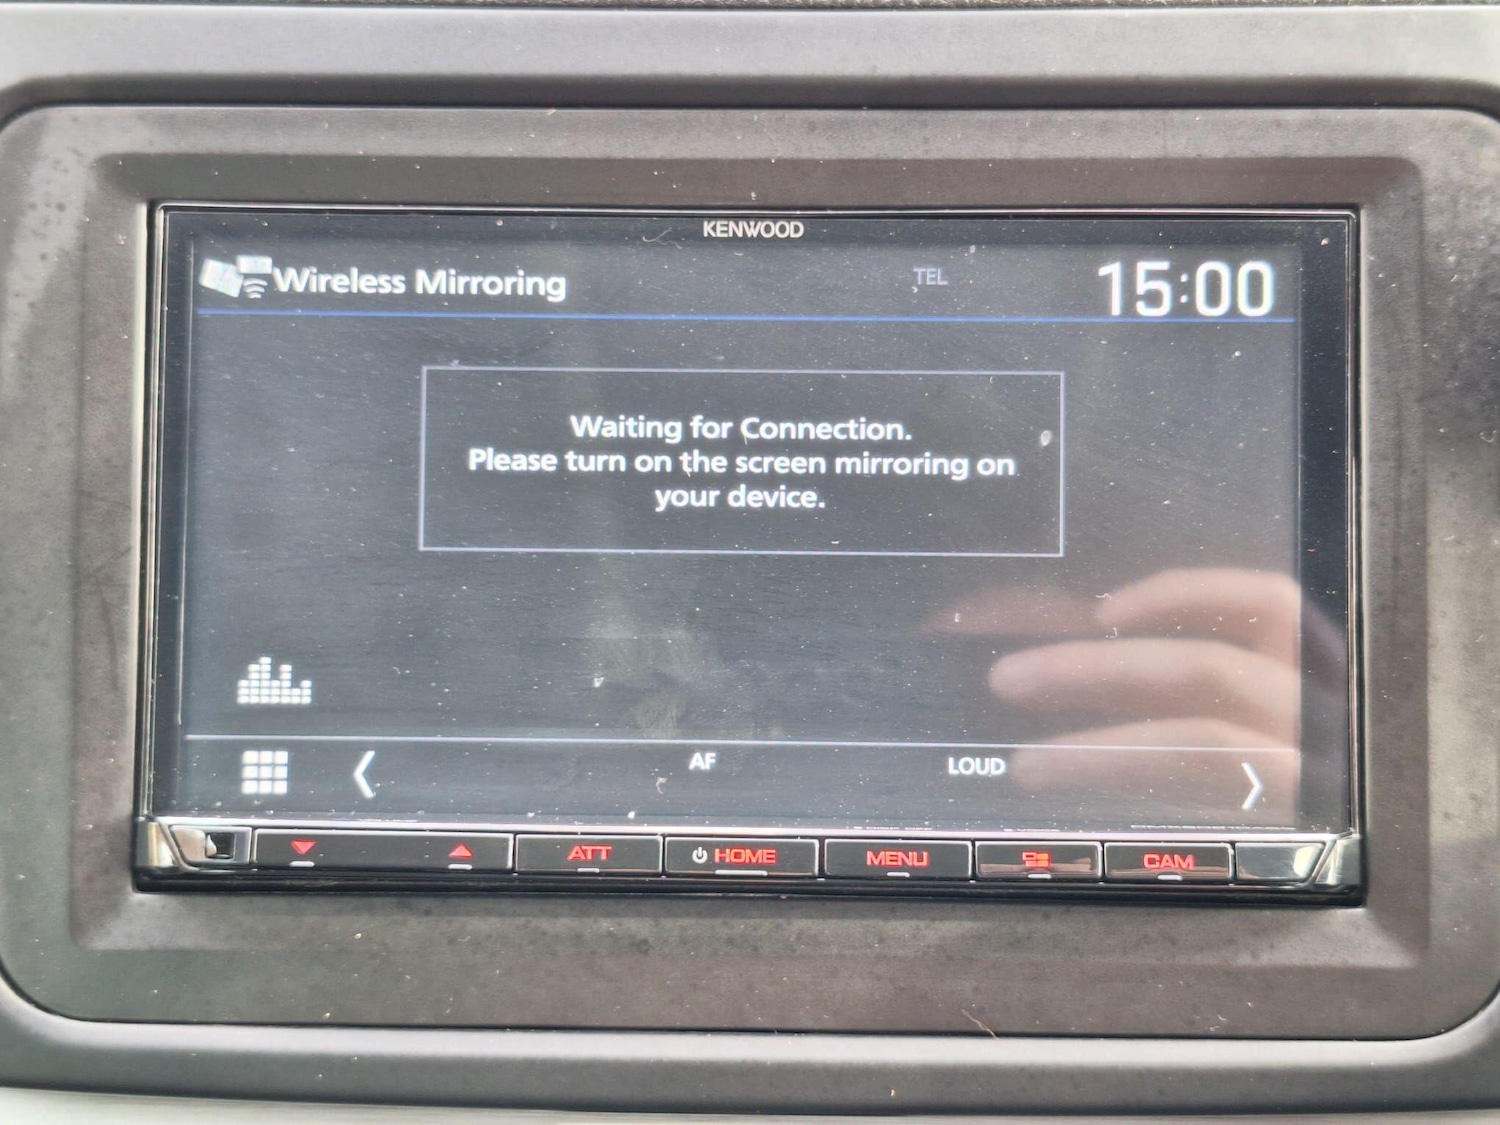 KENWOOD
Wireless Mirroring
TEL
15:00
Waiting for Connection.
Please turn on the screen mirroring on
your device.
AF
LOUD
ATT
HOME
MENU
CAM